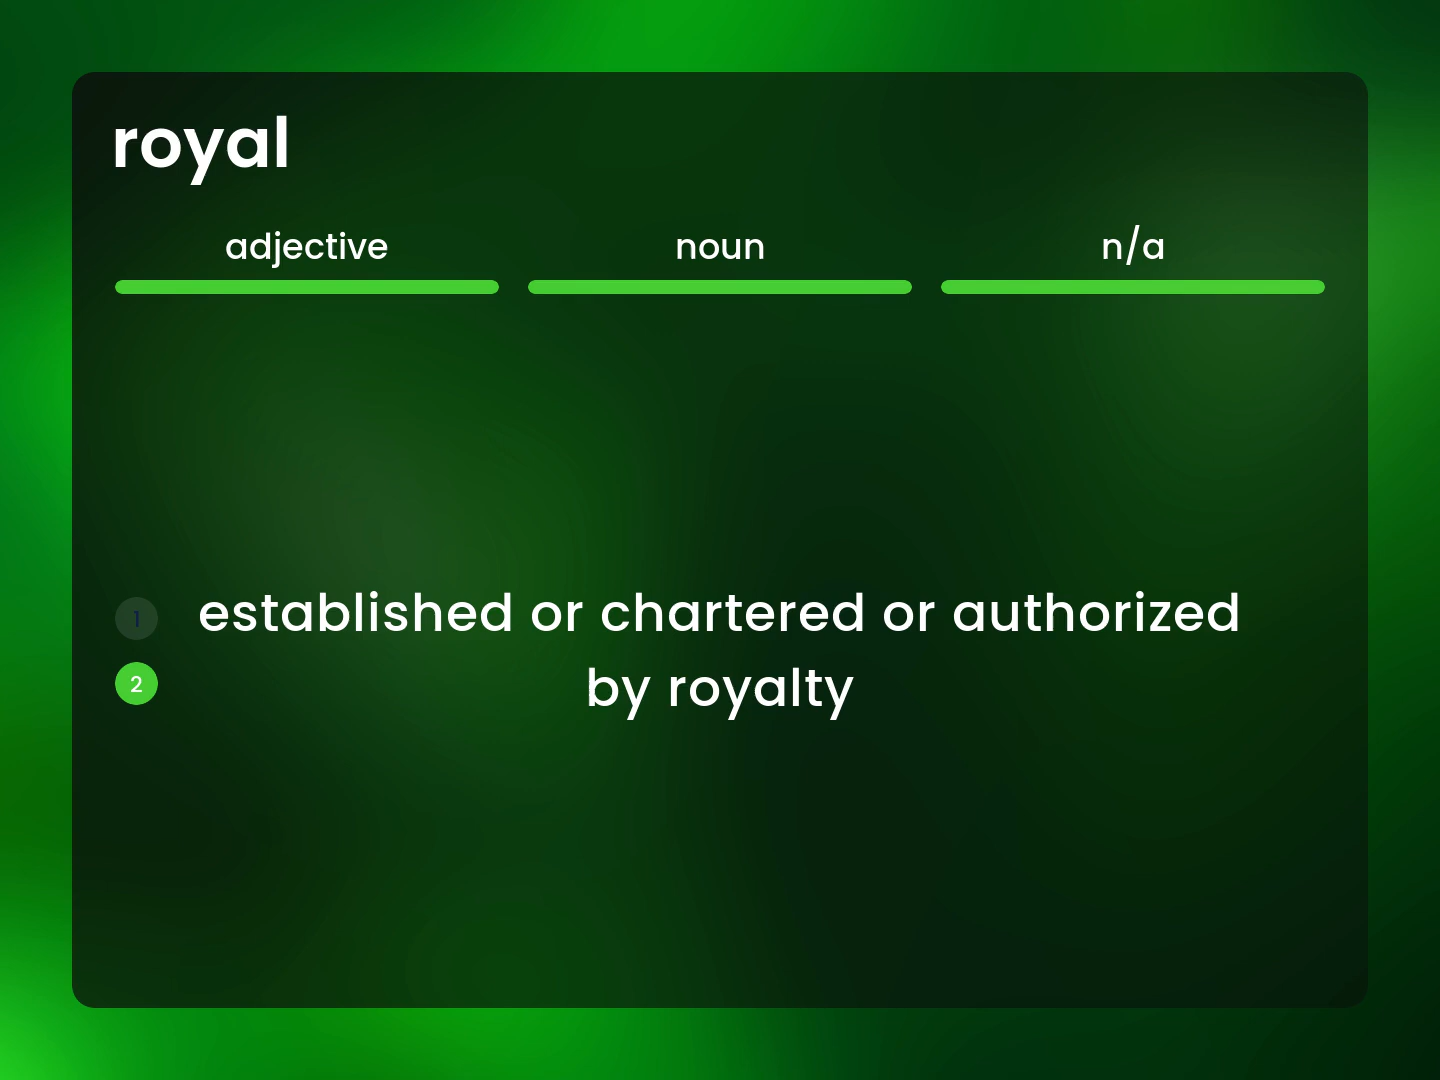 royal
adjective
noun
n/a
1
established or chartered or authorized
by royalty
2